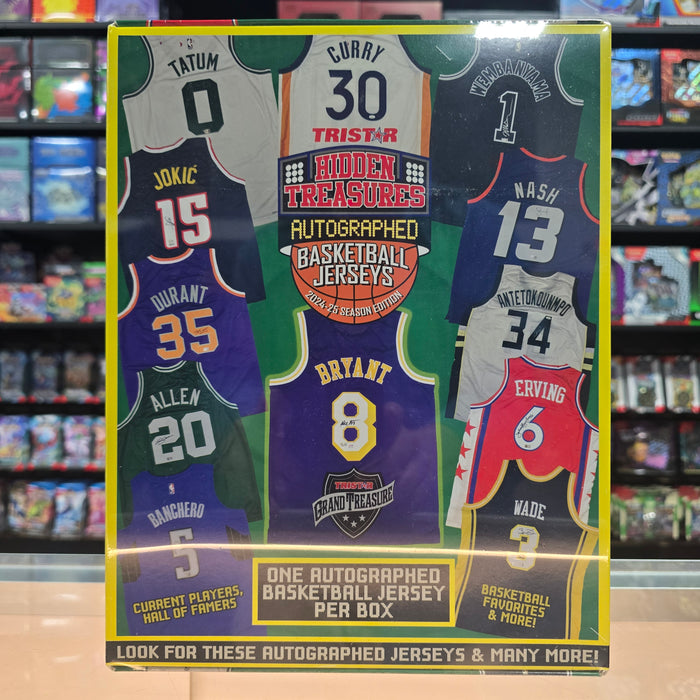 TATUM
0
CURRY
30
WEMBANYAMA
1
TRISTAR
HIDDEN
TREASURES
AUTOGRAPHED
BASKETBALL
JERSEYS
2024-25 SEASON EDITION
JOKIĆ
15
NASH
13
DURANT
35
ANTETOKOUNMPO
34
ALLEN
20
BRYANT
8
ERVING
6
TRISTAR
GRAND TREASURE
BANCHERO
5
WADE
3
CURRENT PLAYERS,
HALL OF FAMERS
ONE AUTOGRAPHED
BASKETBALL JERSEY
PER BOX
BASKETBALL
FAVORITES
& MORE!
LOOK FOR THESE AUTOGRAPHED JERSEYS & MANY MORE!